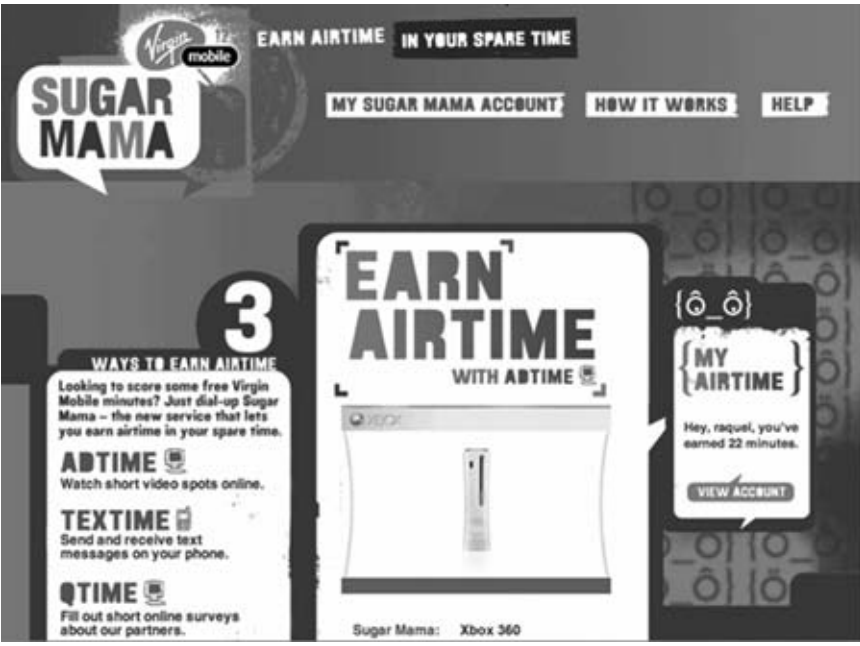 Virgin
mobile
EARN AIRTIME IN YOUR SPARE TIME
SUGAR
MAMA
MY SUGAR MAMA ACCOUNT
HOW IT WORKS
HELP
3
WAYS TO EARN AIRTIME
Looking to score some free Virgin
Mobile minutes? Just dial-up Sugar
Mama – the new service that lets
you earn airtime in your spare time.
ADTIME
Watch short video spots online.
TEXTIME
Send and receive text
messages on your phone.
QTIME
Fill out short online surveys
about our partners.
EARN
AIRTIME
WITH ADTIME
XBOX
Sugar Mama: Xbox 360
{ô_ô}
{MY
AIRTIME}
Hey, raquel, you've
earned 22 minutes.
VIEW ACCOUNT